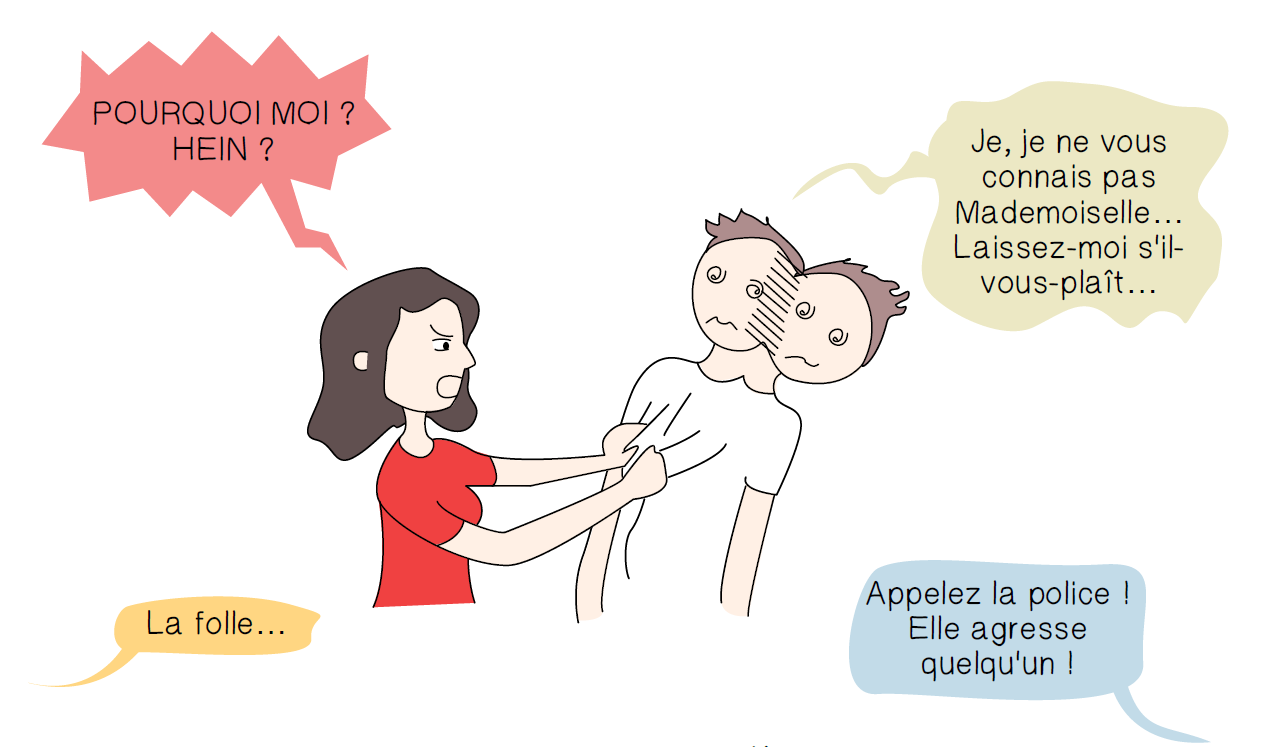 POURQUOI MOI ?
HEIN ?
Je, je ne vous
connais pas
Mademoiselle...
Laissez-moi s'il-
vous-plaît...
La folle...
Appelez la police !
Elle agresse
quelqu'un !